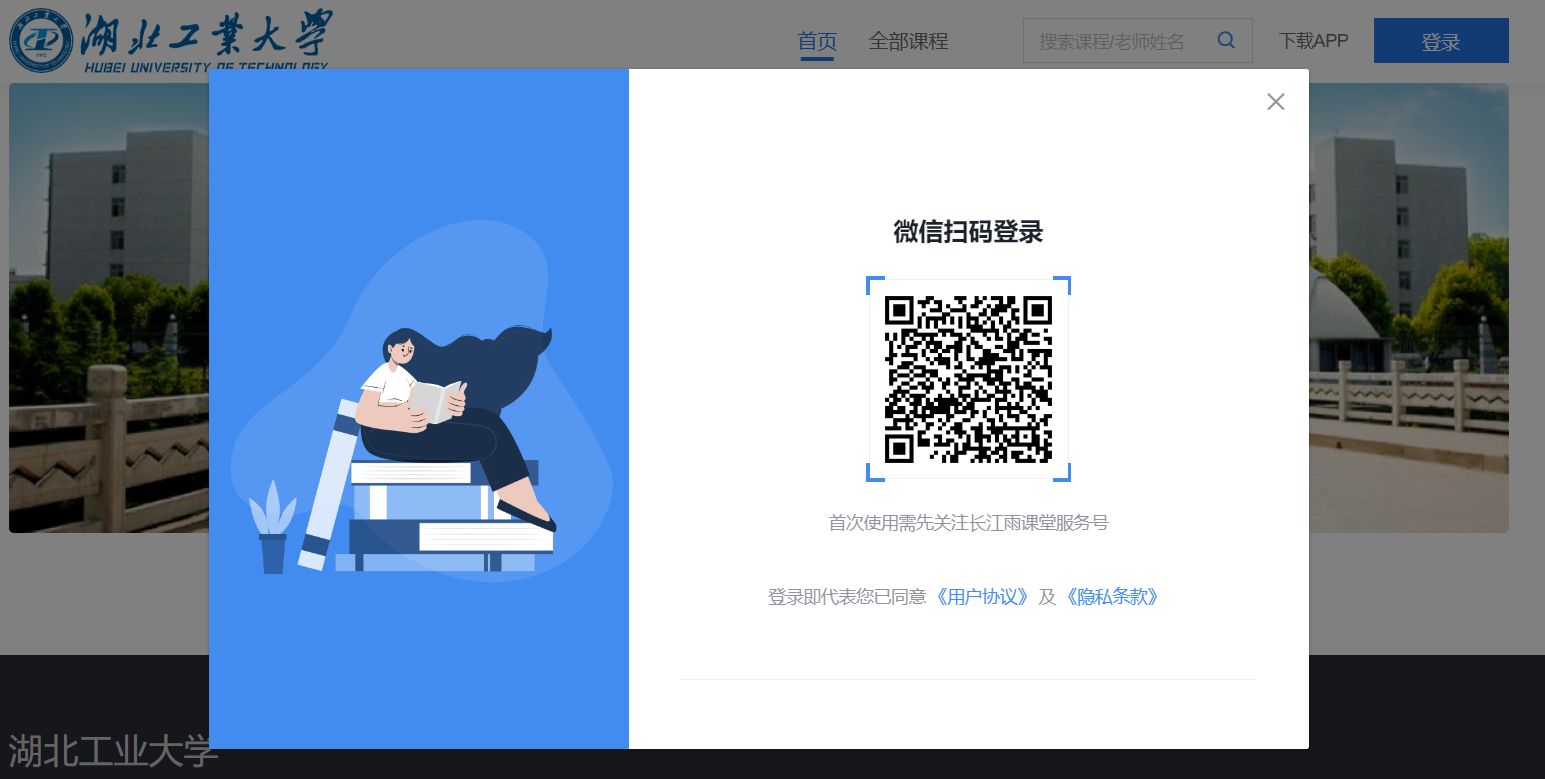 湖北工業大學
HUBEI UNIVERSITY OF TECHNOLOGY
首页
全部课程
搜索课程/老师姓名
下载APP
登录
微信扫码登录
首次使用需先关注长江雨课堂服务号
登录即代表您已同意《用户协议》及《隐私条款》
湖北工业大学